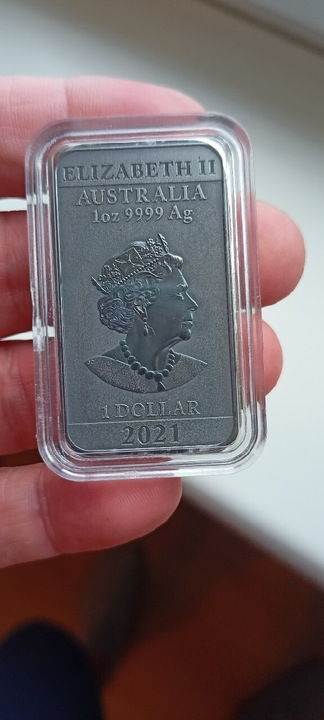 ELIZABETH II
AUSTRALIA
1oz 9999 Ag
1 DOLLAR
2021